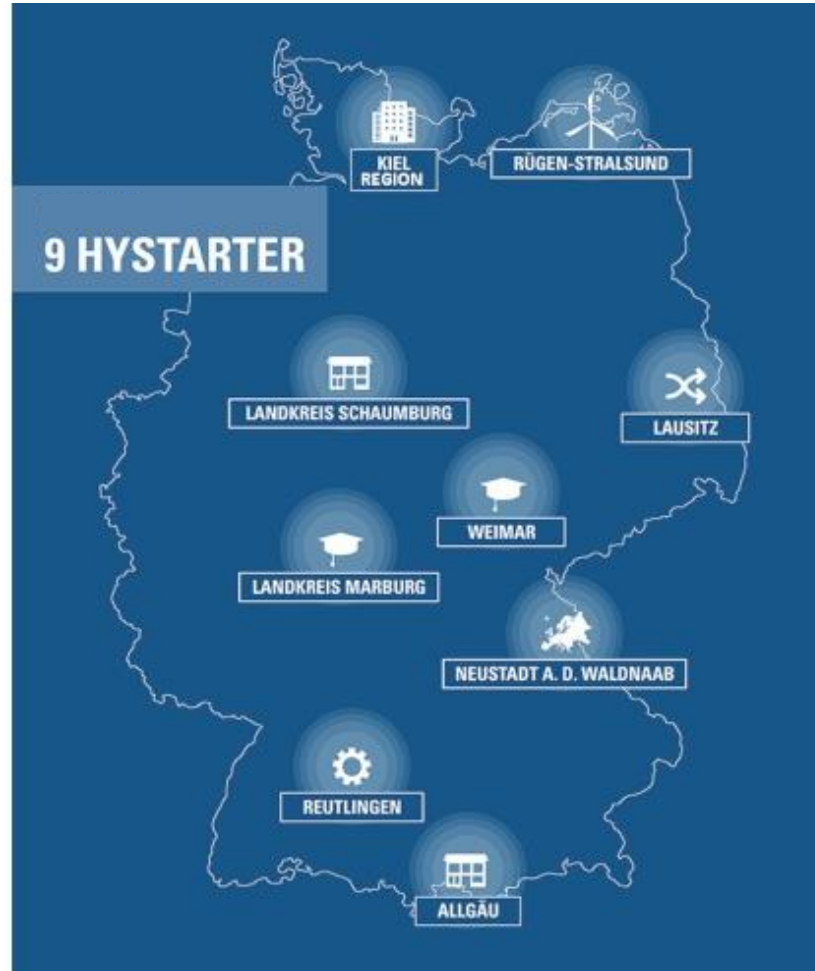 KIEL
REGION
RÜGEN-STRALSUND
9 HYSTARTER
LANDKREIS SCHAUMBURG
LAUSITZ
WEIMAR
LANDKREIS MARBURG
NEUSTADT A. D. WALDNAAB
REUTLINGEN
ALLGÄU